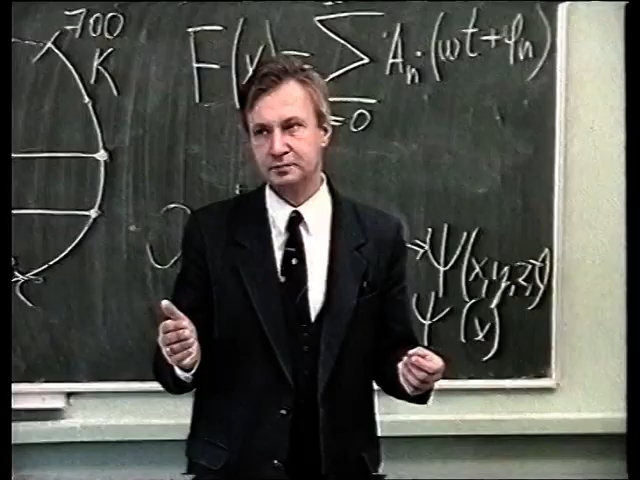 700
K
F(x) = ∑ Aₙ·(ωt+φₙ)
=0
→Ψ(x,y,z,t)
Ψ(x)